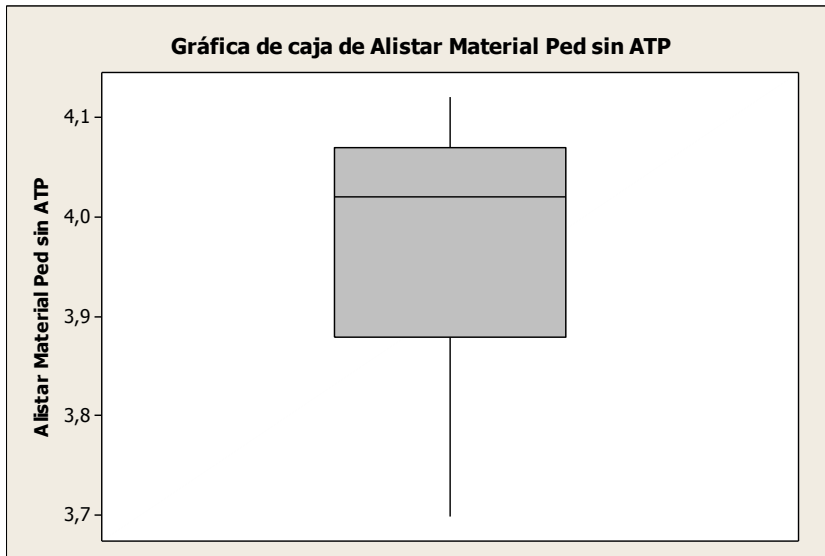 Gráfica de caja de Alistar Material Ped sin ATP
Alistar Material Ped sin ATP
4,1
4,0
3,9
3,8
3,7